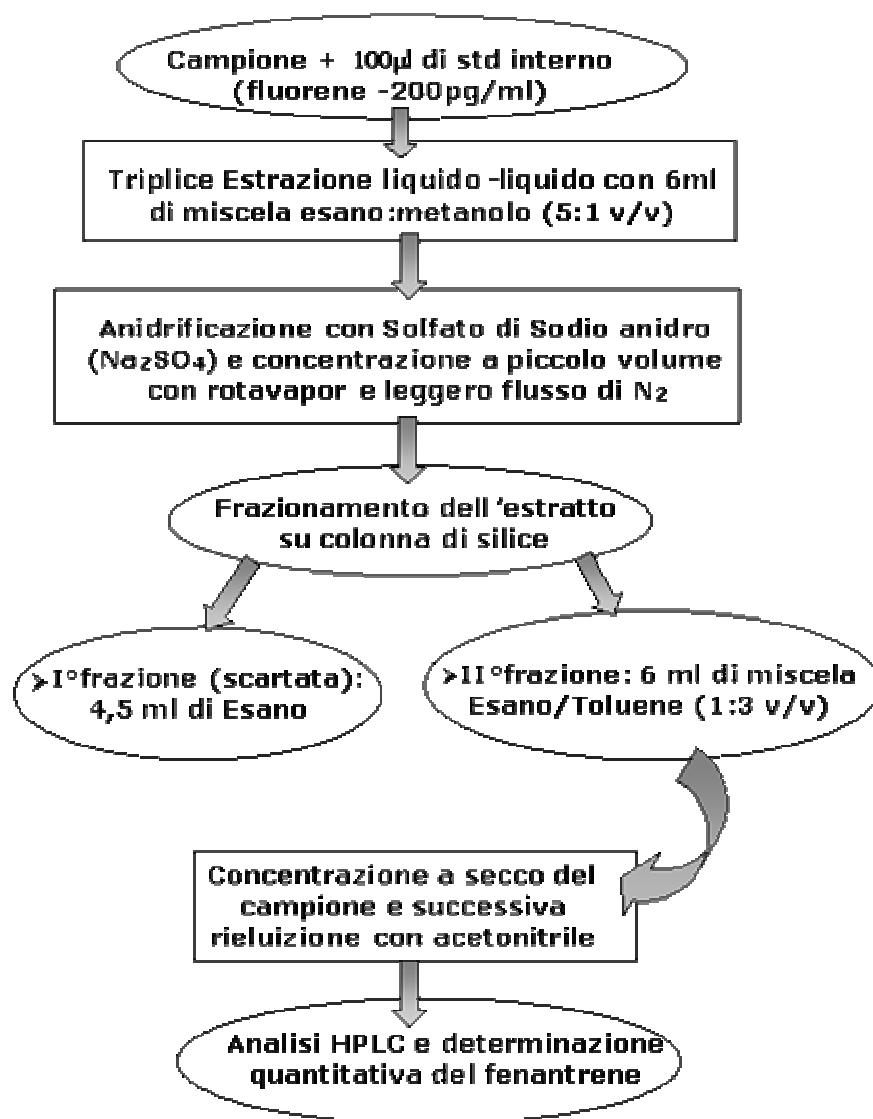 Campione + 100µl di std interno
(fluorene -200pg/ml)
Triplice Estrazione liquido -liquido con 6ml
di miscela esano:metanolo (5:1 v/v)
Anidrificazione con Solfato di Sodio anidro
(Na₂SO₄) e concentrazione a piccolo volume
con rotavapor e leggero flusso di N₂
Frazionamento dell 'estratto
su colonna di silice
➢I°frazione (scartata):
4,5 ml di Esano
➢II°frazione: 6 ml di miscela
Esano/Toluene (1:3 v/v)
Concentrazione a secco del
campione e successiva
rieluizione con acetonitrile
Analisi HPLC e determinazione
quantitativa del fenantrene